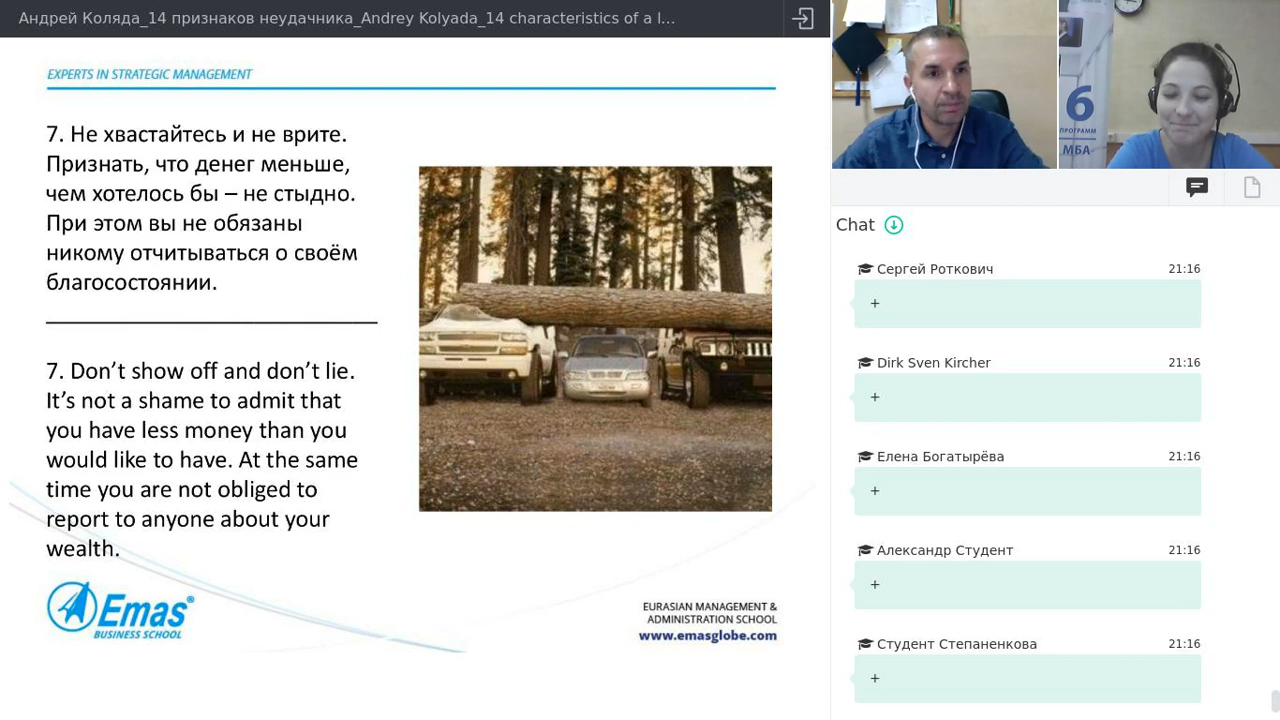 Андрей Коляда_14 признаков неудачника_Andrey Kolyada_14 characteristics of a l...
EXPERTS IN STRATEGIC MANAGEMENT
7. Не хвастайтесь и не врите.
Признать, что денег меньше,
чем хотелось бы – не стыдно.
При этом вы не обязаны
никому отчитываться о своём
благосостоянии.
7. Don’t show off and don’t lie.
It’s not a shame to admit that
you have less money than you
would like to have. At the same
time you are not obliged to
report to anyone about your
wealth.
Emas®
BUSINESS SCHOOL
EURASIAN MANAGEMENT &
ADMINISTRATION SCHOOL
www.emasglobe.com
6
ПРОГРАММ
МБА
Chat
Сергей Роткович 21:16
+
Dirk Sven Kircher 21:16
+
Елена Богатырёва 21:16
+
Александр Студент 21:16
+
Студент Степаненкова 21:16
+